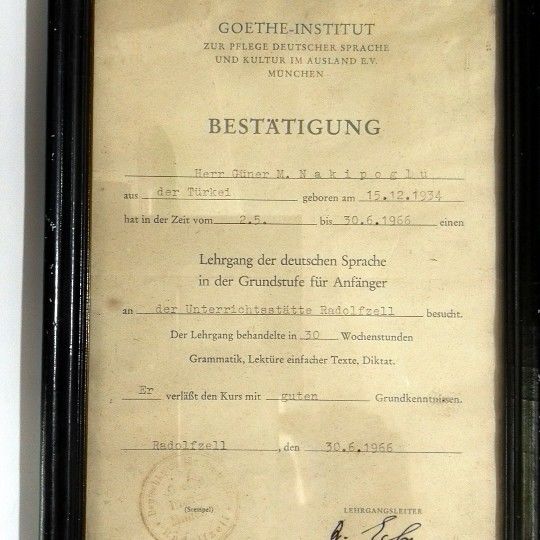 GOETHE-INSTITUT
ZUR PFLEGE DEUTSCHER SPRACHE
UND KULTUR IM AUSLAND E.V.
MÜNCHEN
BESTÄTIGUNG
Herr Güner M. Nakipoglu
aus der Türkei geboren am 15.12.1934
hat in der Zeit vom 2.5. bis 30.6.1966 einen
Lehrgang der deutschen Sprache
in der Grundstufe für Anfänger
an der Unterrichtsstätte Radolfzell besucht.
Der Lehrgang behandelte in 30 Wochenstunden
Grammatik, Lektüre einfacher Texte, Diktat.
Er verläßt den Kurs mit guten Grundkenntnissen.
Radolfzell, den 30.6.1966
(Stempel)
LEHRGANGSLEITER